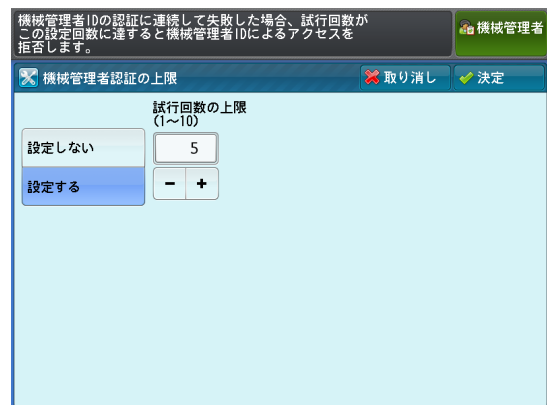 機械管理者IDの認証に連続して失敗した場合、試行回数が
この設定回数に達すると機械管理者IDによるアクセスを
拒否します。
機械管理者
機械管理者認証の上限
取り消し
決定
試行回数の上限
(1～10)
設定しない
5
設定する
- +